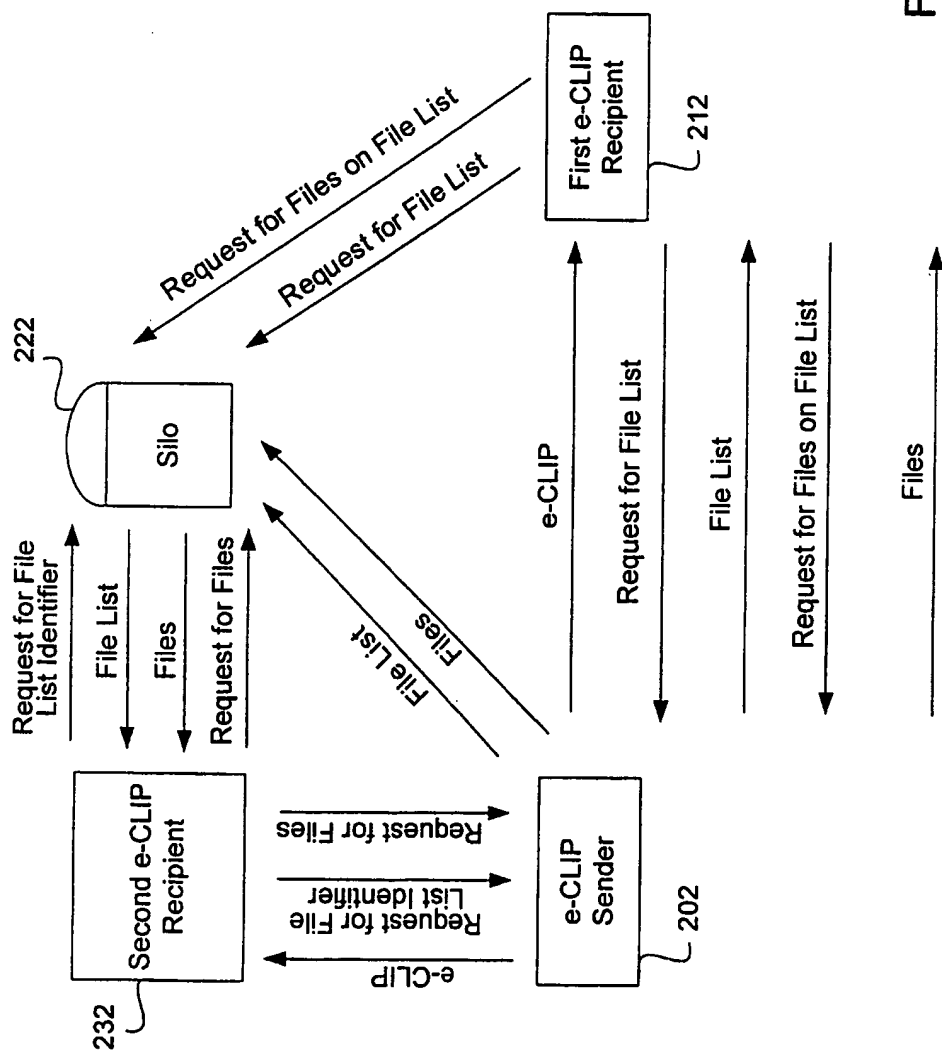 232
Second e-CLIP
Recipient
Request for File
List Identifier
File List
Files
Request for Files
222
Silo
e-CLIP
Request for File
List Identifier
Request for Files
File List
Files
Request for Files on File List
Request for File List
e-CLIP
Sender
202
e-CLIP
Request for File List
File List
Request for Files on File List
Files
First e-CLIP
Recipient
212
F